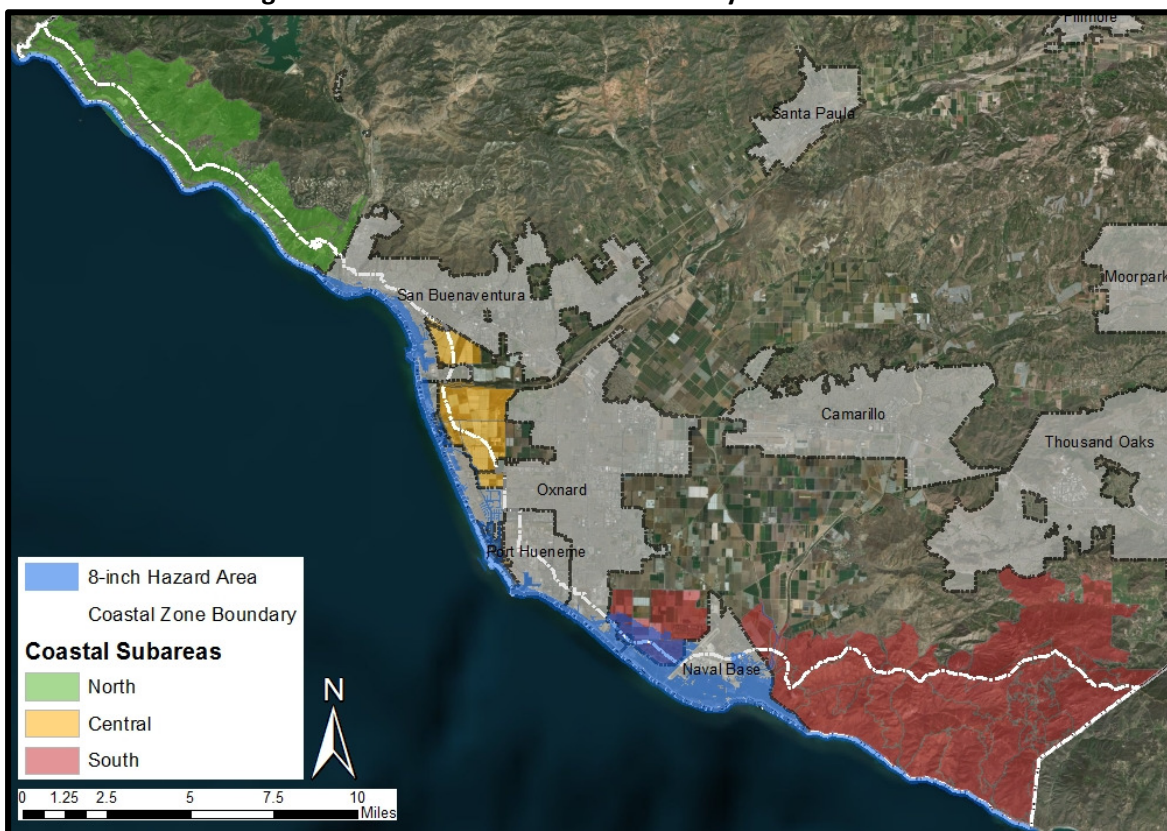 Fillmore
Santa Paula
Moorpark
San Buenaventura
Camarillo
Thousand Oaks
Oxnard
Port Hueneme
Naval Base
8-inch Hazard Area
Coastal Zone Boundary
Coastal Subareas
North
Central
South
N
0 1.25 2.5 5 7.5 10
Miles